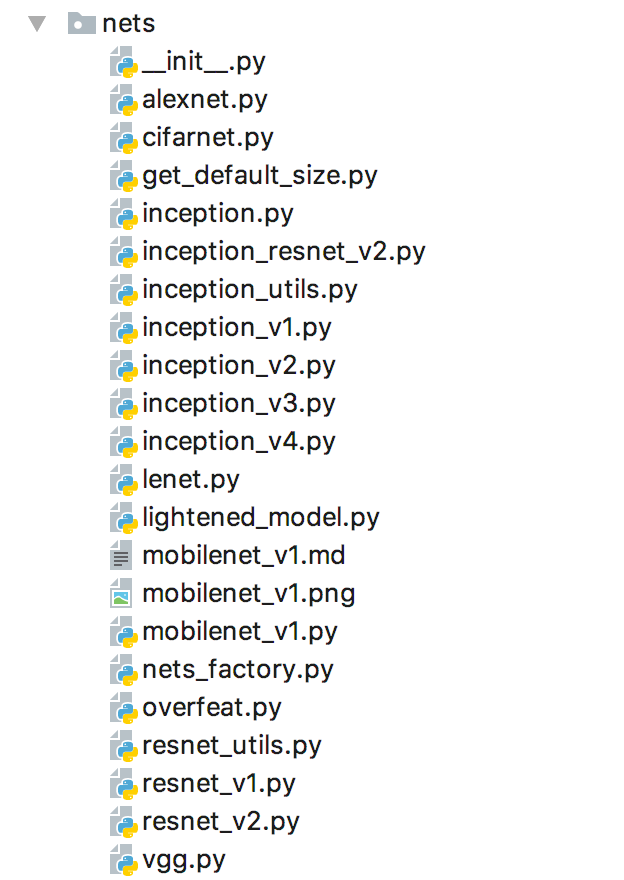 nets
__init__.py
alexnet.py
cifarnet.py
get_default_size.py
inception.py
inception_resnet_v2.py
inception_utils.py
inception_v1.py
inception_v2.py
inception_v3.py
inception_v4.py
lenet.py
lightened_model.py
mobilenet_v1.md
mobilenet_v1.png
mobilenet_v1.py
nets_factory.py
overfeat.py
resnet_utils.py
resnet_v1.py
resnet_v2.py
vgg.py